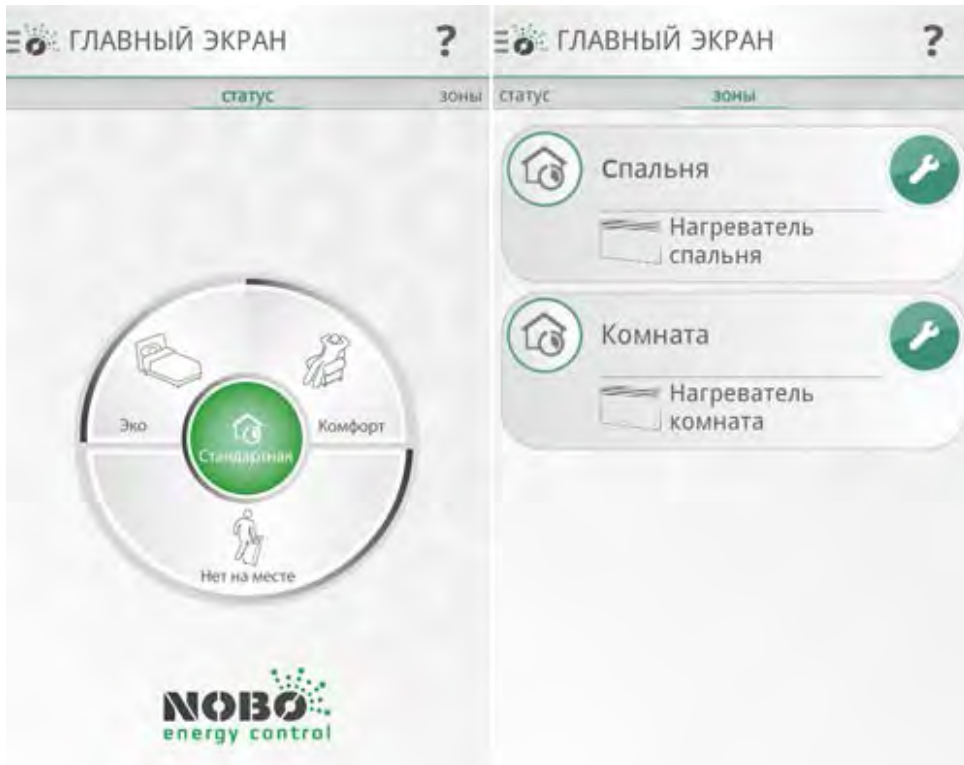 ГЛАВНЫЙ ЭКРАН
?
статус
зоны
Эко
Комфорт
Стандартная
Нет на месте
NOBO
energy control
ГЛАВНЫЙ ЭКРАН
?
статус
зоны
Спальня
Нагреватель
спальня
Комната
Нагреватель
комната